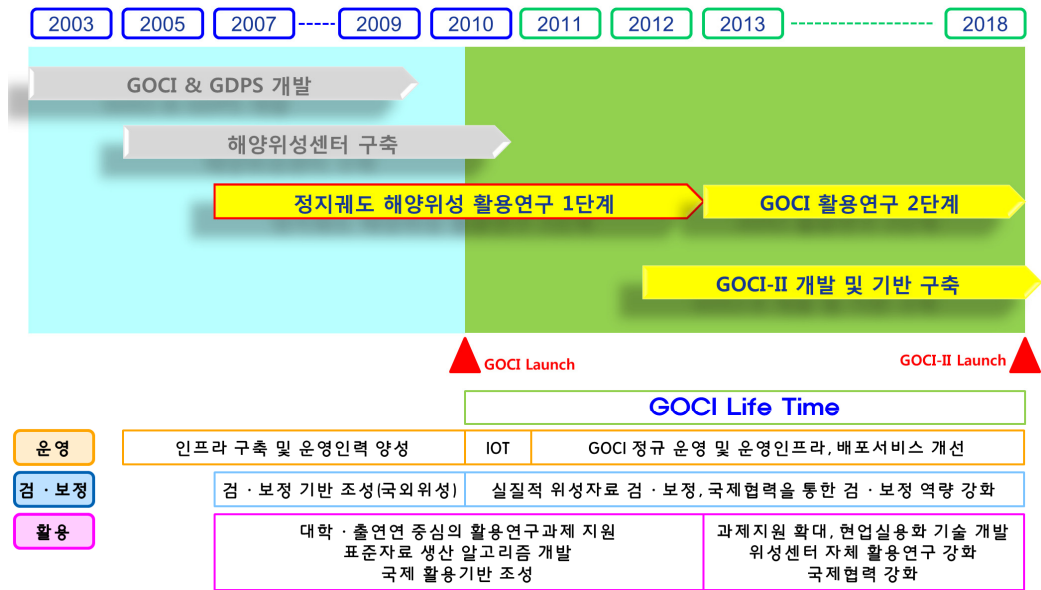 2003 2005 2007 2009 2010 2011 2012 2013 2018
GOCI & GDPS 개발
해양위성센터 구축
정지궤도 해양위성 활용연구 1단계
GOCI 활용연구 2단계
GOCI-II 개발 및 기반 구축
GOCI Launch
GOCI-II Launch
GOCI Life Time
운영
인프라 구축 및 운영인력 양성
IOT
GOCI 정규 운영 및 운영인프라, 배포서비스 개선
검ㆍ보정
검ㆍ보정 기반 조성(국외위성)
실질적 위성자료 검ㆍ보정, 국제협력을 통한 검ㆍ보정 역량 강화
활용
대학ㆍ출연연 중심의 활용연구과제 지원
표준자료 생산 알고리즘 개발
국제 활용기반 조성
과제지원 확대, 현업실용화 기술 개발
위성센터 자체 활용연구 강화
국제협력 강화